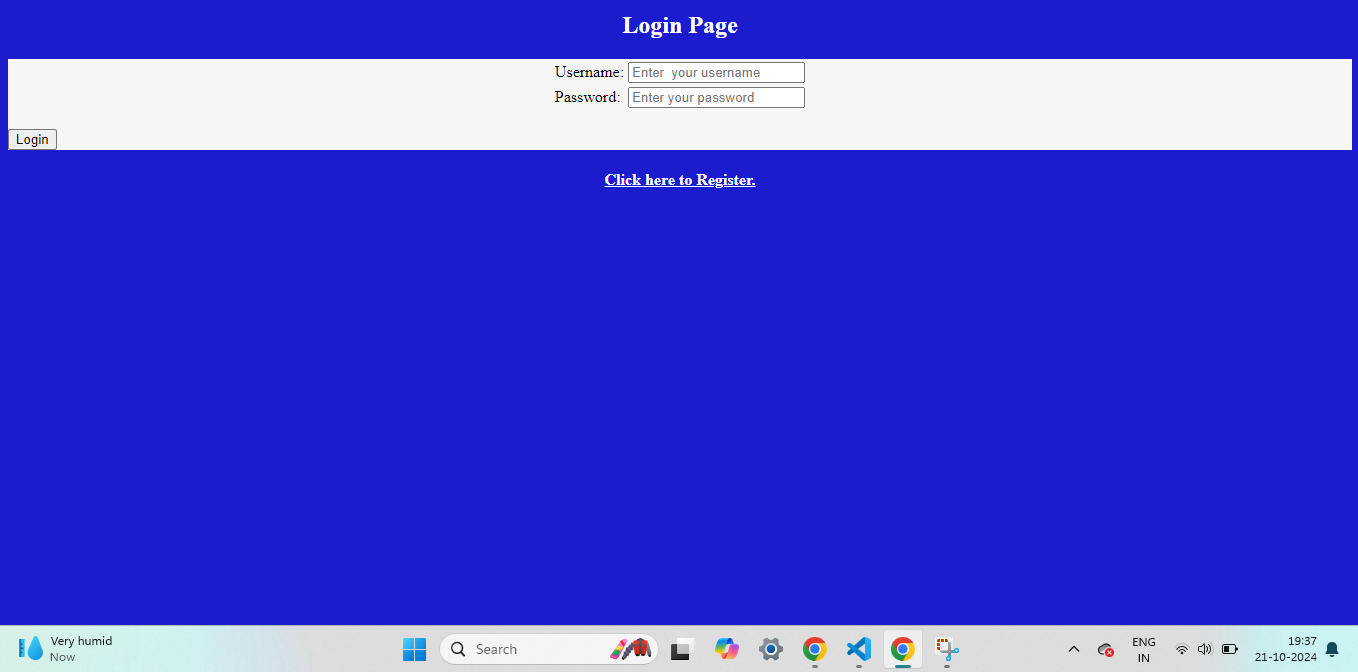 Login Page
Username: Enter  your username
Password: Enter your password
Login
Click here to Register.
Very humid
Now
Search
ENG
IN
19:37
21-10-2024